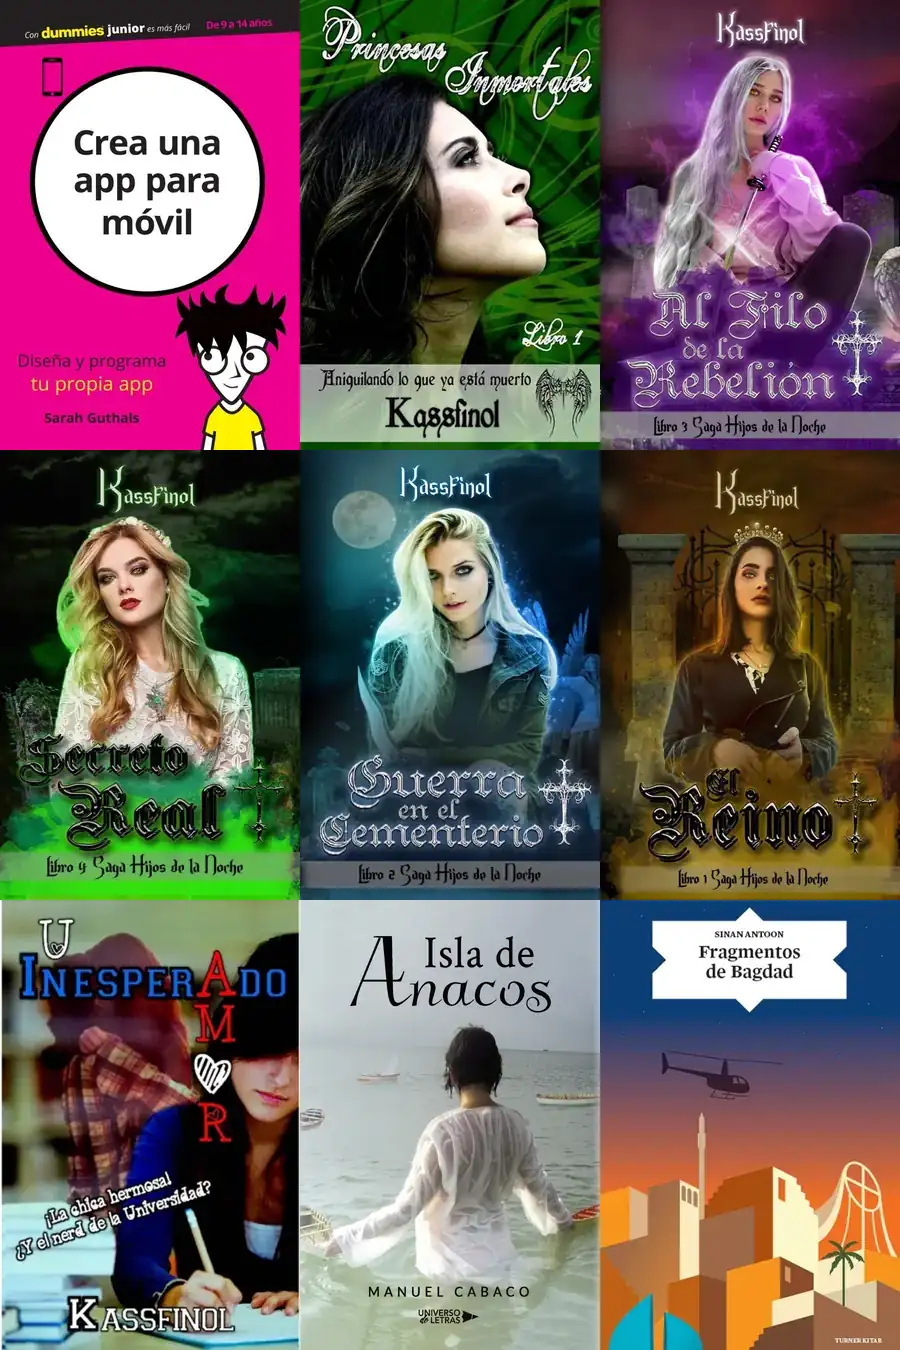 Con dummies junior es más fácil
De 9 a 14 años
Crea una
app para
móvil
Diseña y programa
tu propia app
Sarah Guthals
Princesas
Inmortales
Libro 1
Aniquilando lo que ya está muerto
Kassfinol
Kassfinol
Al Filo
de la
Rebelión
Libro 3 Saga Hijos de la Noche
Kassfinol
Secreto
Real
Libro 4 Saga Hijos de la Noche
Kassfinol
Guerra
en el
Cementerio
Libro 2 Saga Hijos de la Noche
Kassfinol
El
Reino
Libro 1 Saga Hijos de la Noche
U
INESPERADO
AMOR
¡La chica hermosa!
¿Y el nerd de la Universidad?
KASSFINOL
Isla de
Anacos
MANUEL CABACO
UNIVERSO
de LETRAS
SINAN ANTOON
Fragmentos
de Bagdad
TURNER KITAB